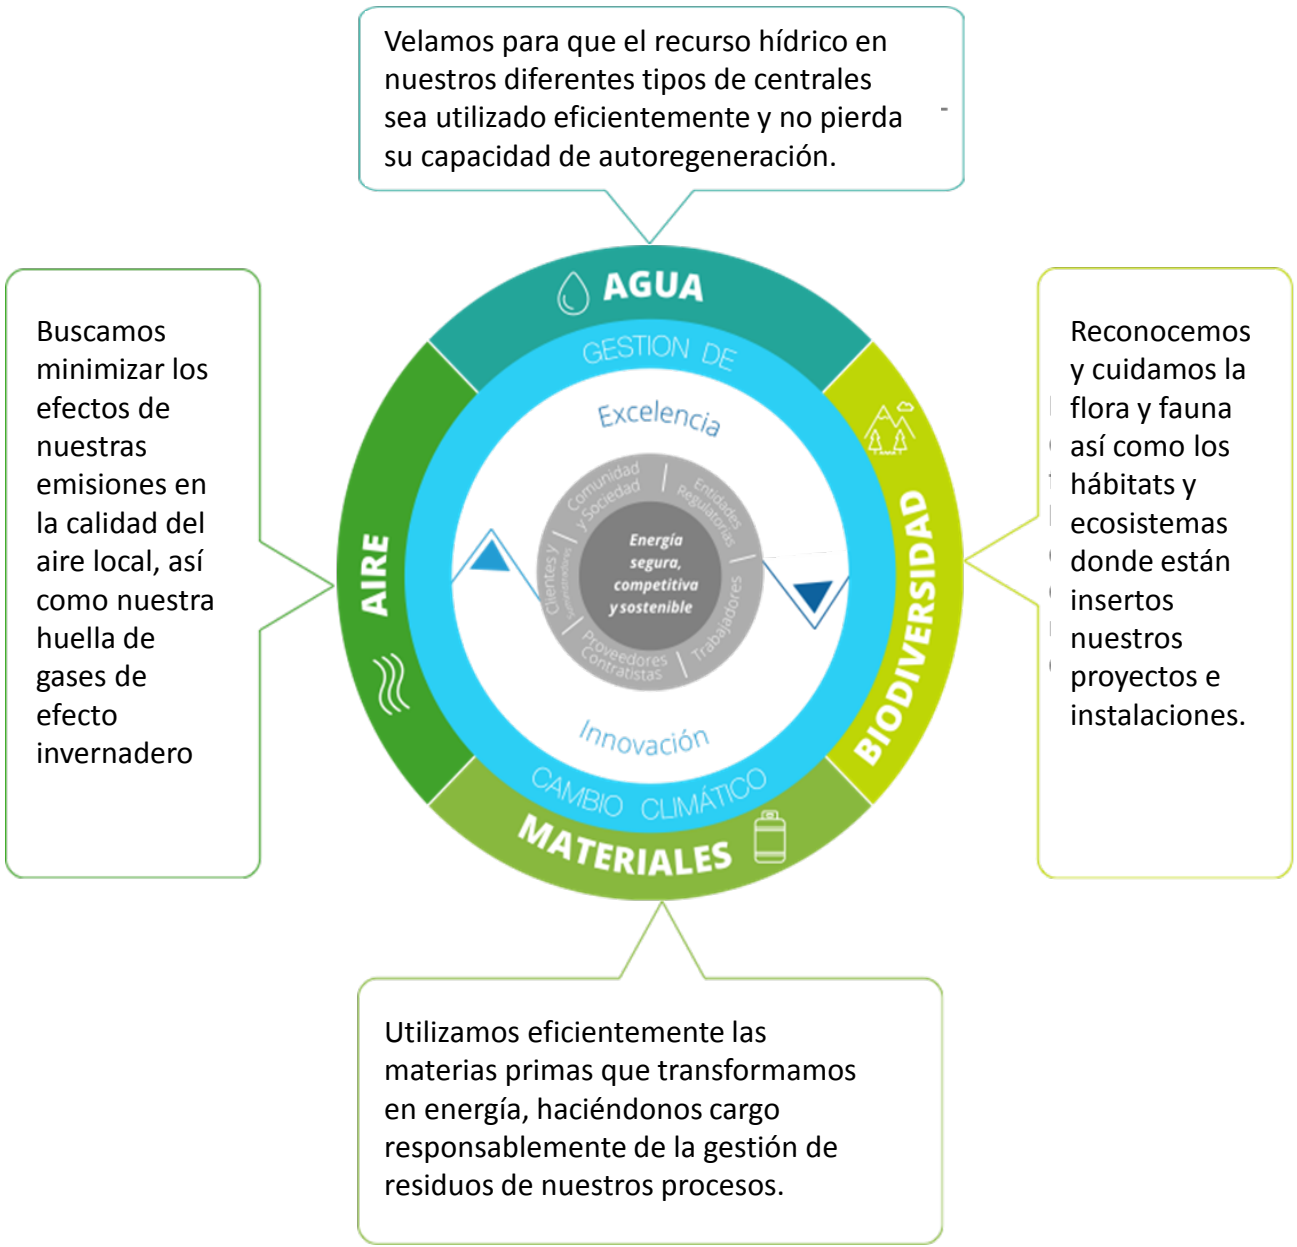 Velamos para que el recurso hídrico en
nuestros diferentes tipos de centrales
sea utilizado eficientemente y no pierda
su capacidad de autoregeneración.
-
Buscamos
minimizar los
efectos de
nuestras
emisiones en
la calidad del
aire local, así
como nuestra
huella de
gases de
efecto
invernadero
AGUA
GESTION DE
Excelencia
Comunidad
y Sociedad
Entidades
Regulatorias
Clientes y
Suministradores
Energía
segura,
competitiva
y sostenible
Trabajadores
Proveedores
Contratistas
Innovación
CAMBIO CLIMÁTICO
AIRE
BIODIVERSIDAD
MATERIALES
Reconocemos
y cuidamos la
flora y fauna
así como los
hábitats y
ecosistemas
donde están
insertos
nuestros
proyectos e
instalaciones.
Utilizamos eficientemente las
materias primas que transformamos
en energía, haciéndonos cargo
responsablemente de la gestión de
residuos de nuestros procesos.